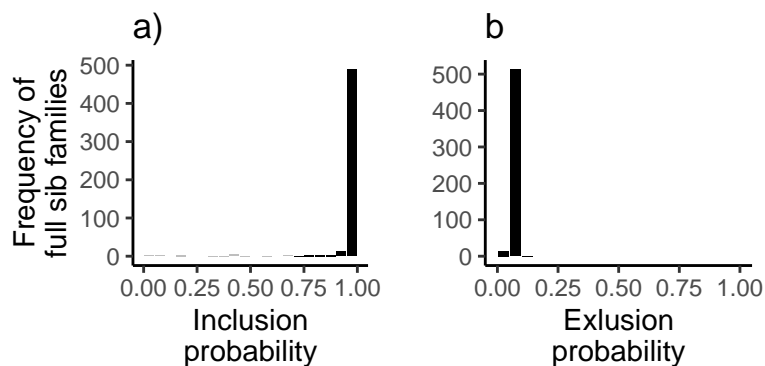 a)
b
Frequency of
full sib families
500
400
300
200
100
0
0.00 0.25 0.50 0.75 1.00
Inclusion
probability
500
400
300
200
100
0
0.00 0.25 0.50 0.75 1.00
Exlusion
probability